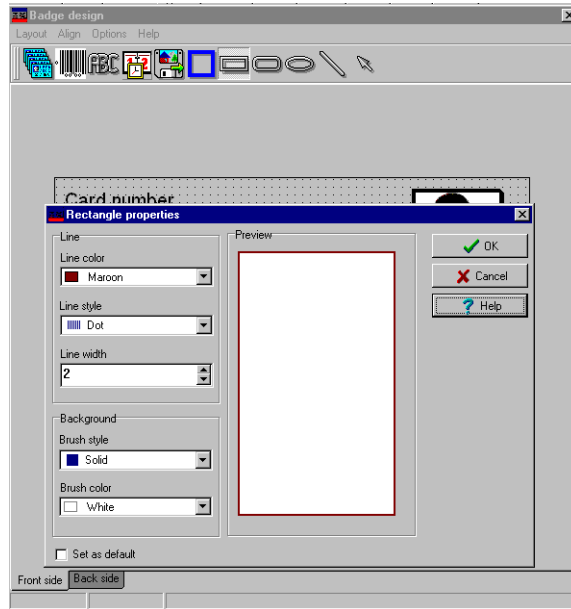 Badge design
Layout Align Options Help
ABC
Card number
Rectangle properties
Line
Line color
Maroon
Line style
Dot
Line width
2
Background
Brush style
Solid
Brush color
White
Set as default
Preview
OK
Cancel
? Help
Front side Back side